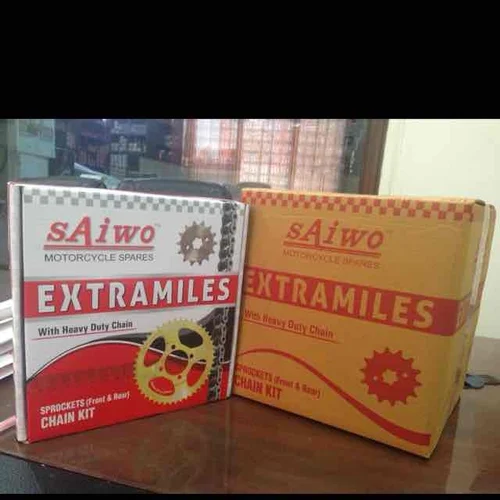 sAiwo
MOTORCYCLE SPARES
EXTRAMILES
With Heavy Duty Chain
SPROCKETS (Front & Rear)
CHAIN KIT
sAiwo
MOTORCYCLE SPARES
EXTRAMILES
With Heavy Duty Chain
SPROCKETS (Front & Rear)
CHAIN KIT